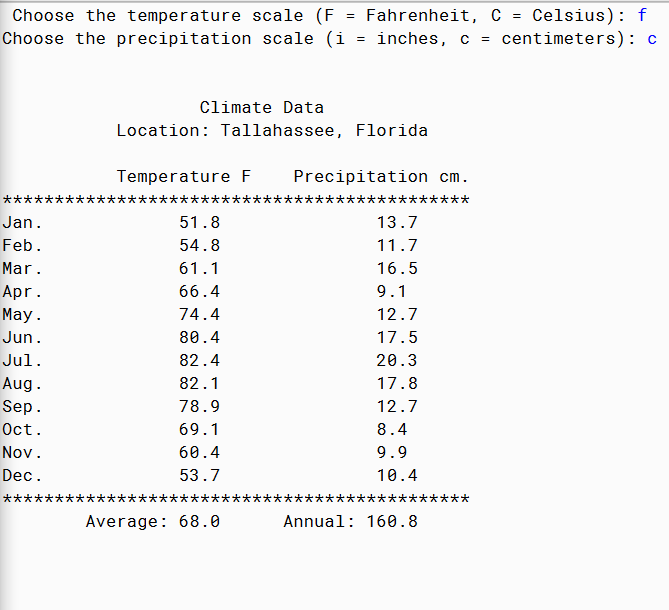 Choose the temperature scale (F = Fahrenheit, C = Celsius): f
Choose the precipitation scale (i = inches, c = centimeters): c
Climate Data
Location: Tallahassee, Florida
Temperature F Precipitation cm.
*********************************************
Jan. 51.8 13.7
Feb. 54.8 11.7
Mar. 61.1 16.5
Apr. 66.4 9.1
May. 74.4 12.7
Jun. 80.4 17.5
Jul. 82.4 20.3
Aug. 82.1 17.8
Sep. 78.9 12.7
Oct. 69.1 8.4
Nov. 60.4 9.9
Dec. 53.7 10.4
*********************************************
Average: 68.0 Annual: 160.8